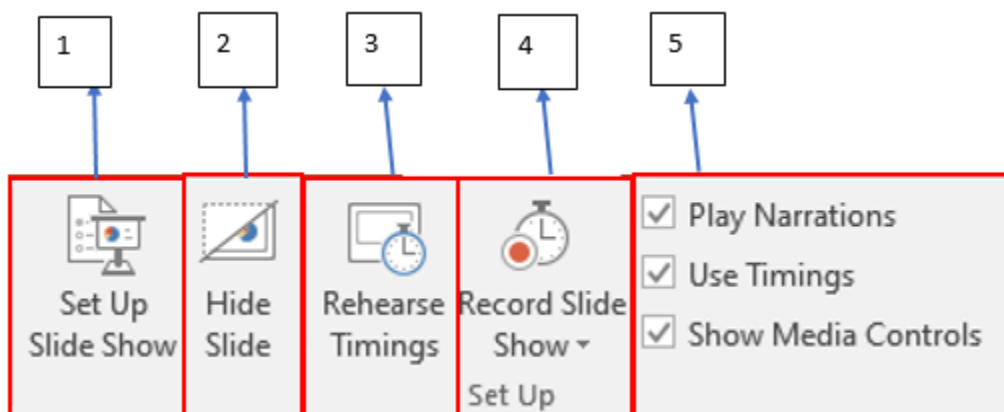 1
2
3
4
5
Set Up
Slide Show
Hide
Slide
Rehearse
Timings
Record Slide
Show
Play Narrations
Use Timings
Show Media Controls
Set Up